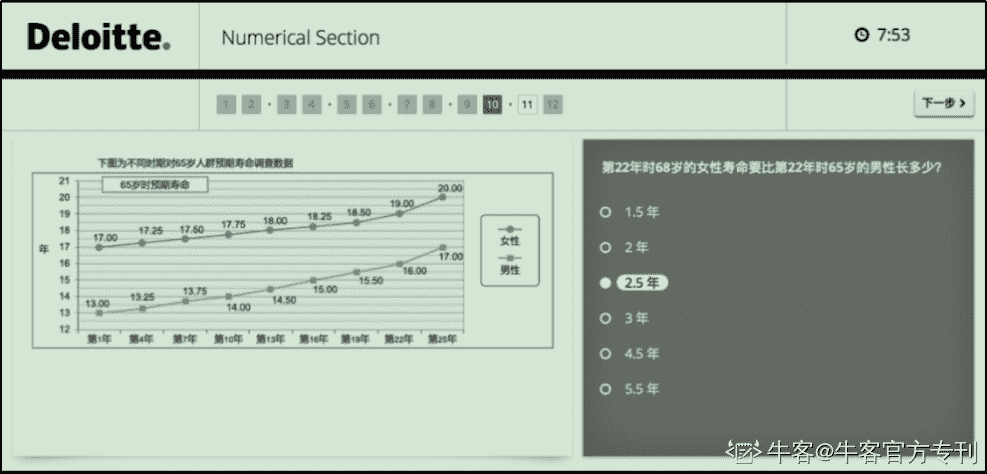 Deloitte.
Numerical Section
7:53
1 2 3 4 5 6 7 8 9 10 11 12
下一步
下图为不同时期对65岁人群预期寿命调查数据
65岁时预期寿命
21
20
19
18
17
16
15
14
13
12
年
17.00 17.25 17.50 17.75 18.00 18.25 18.50 19.00 20.00
13.00 13.25 13.75 14.00 14.50 15.00 15.50 16.00 17.00
第1年 第4年 第7年 第10年 第13年 第16年 第19年 第22年 第25年
女性
男性
第22年时68岁的女性寿命要比第22年时65岁的男性长多少?
1.5 年
2 年
2.5 年
3 年
4.5 年
5.5 年
牛客@牛客官方专刊